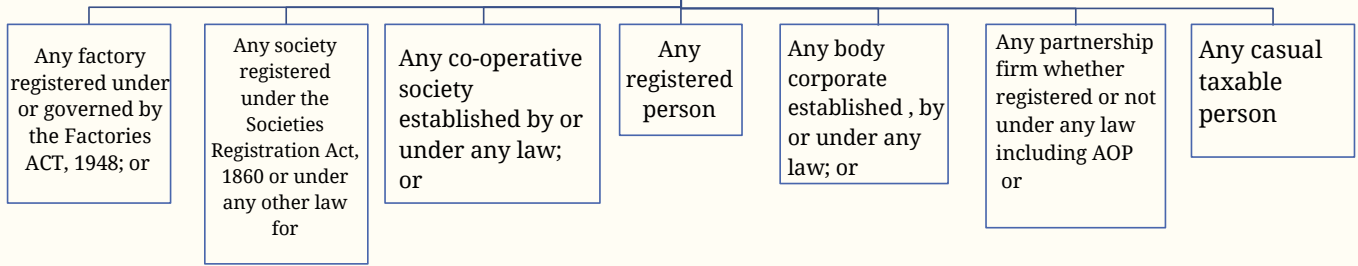 Any factory
registered under
or governed by
the Factories
ACT, 1948; or
Any society
registered
under the
Societies
Registration Act,
1860 or under
any other law
for
Any co-operative
society
established by or
under any law;
or
Any
registered
person
Any body
corporate
established , by
or under any
law; or
Any partnership
firm whether
registered or not
under any law
including AOP
or
Any casual
taxable
person